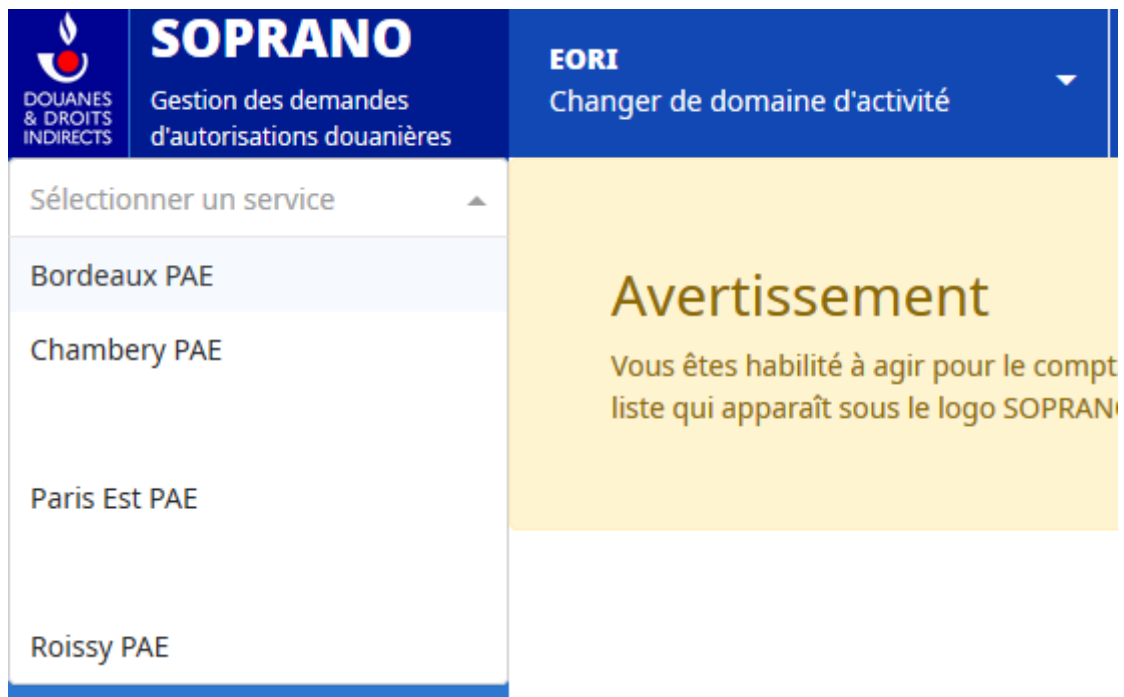 DOUANES
& DROITS
INDIRECTS
SOPRANO
Gestion des demandes
d'autorisations douanières
EORI
Changer de domaine d'activité
Sélectionner un service
Bordeaux PAE
Chambery PAE
Paris Est PAE
Roissy PAE
Avertissement
Vous êtes habilité à agir pour le
liste qui apparaît sous le logo